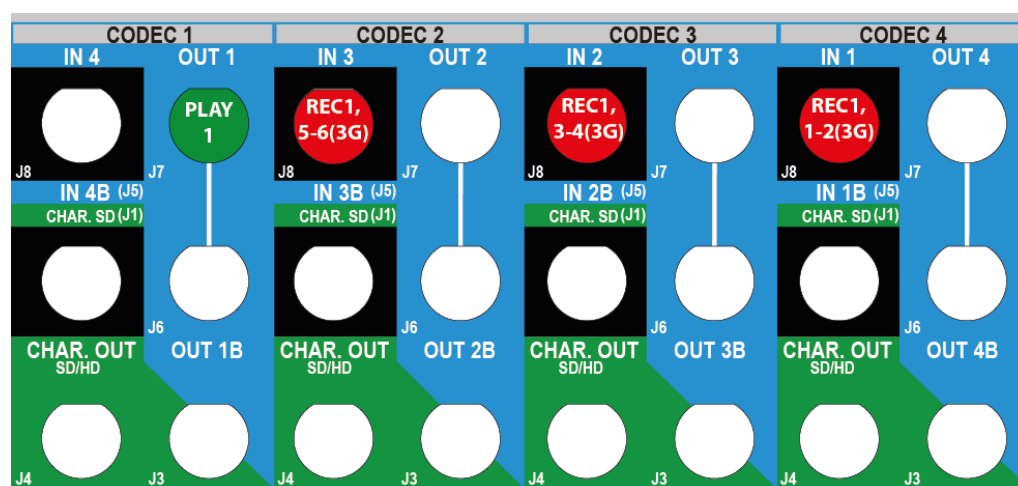 CODEC 1 CODEC 2 CODEC 3 CODEC 4
IN 4 OUT 1 IN 3 OUT 2 IN 2 OUT 3 IN 1 OUT 4
PLAY REC1, REC1, REC1,
1 5-6(3G) 3-4(3G) 1-2(3G)
J8 J7 J8 J7 J8 J7 J8 J7
IN 4B (J5) IN 3B (J5) IN 2B (J5) IN 1B (J5)
CHAR. SD (J1) CHAR. SD (J1) CHAR. SD (J1) CHAR. SD (J1)
J6 J6 J6 J6
CHAR. OUT OUT 1B CHAR. OUT OUT 2B CHAR. OUT OUT 3B CHAR. OUT OUT 4B
SD/HD SD/HD SD/HD SD/HD
J4 J3 J4 J3 J4 J3 J4 J3